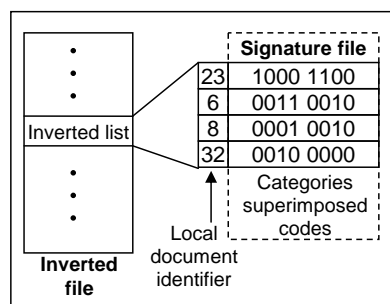 Signature file
23 1000 1100
6 0011 0010
Inverted list
8 0001 0010
32 0010 0000
Categories
superimposed
codes
Local
document
identifier
Inverted
file